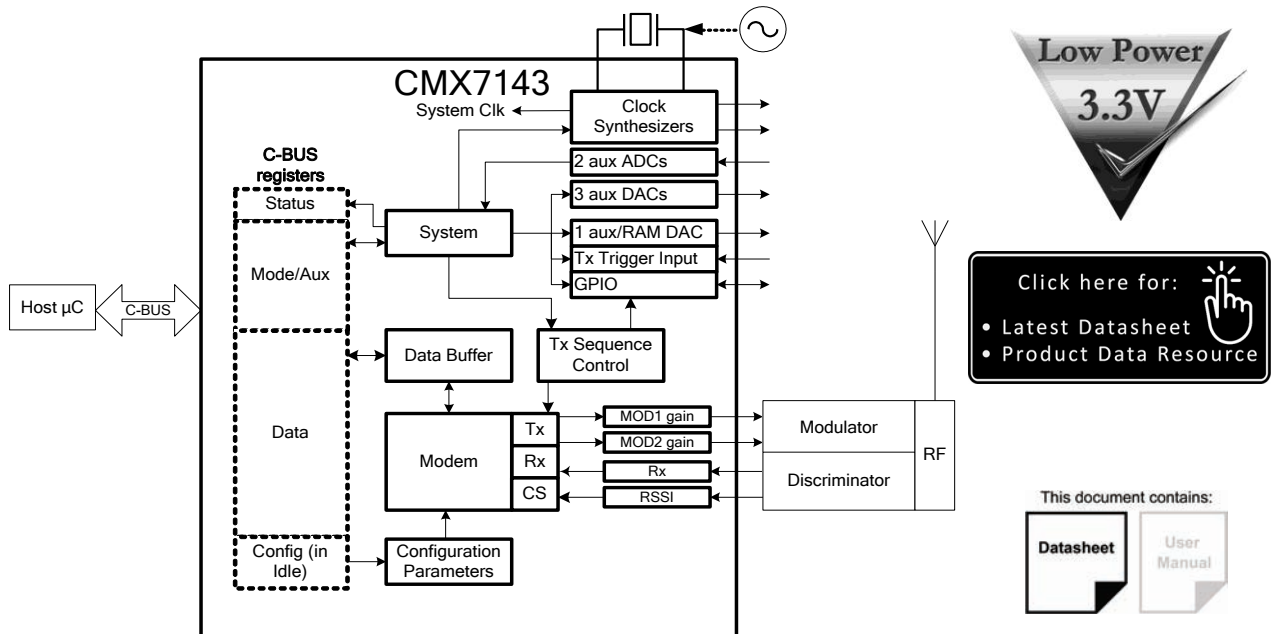 CMX7143
System Clk
Clock
Synthesizers
C-BUS
registers
Status
Mode/Aux
Data
Config (in
Idle)
Host µC
C-BUS
System
2 aux ADCs
3 aux DACs
1 aux/RAM DAC
Tx Trigger Input
GPIO
Data Buffer
Tx Sequence
Control
Modem
Tx
Rx
CS
MOD1 gain
MOD2 gain
Rx
RSSI
Modulator
Discriminator
RF
Configuration
Parameters
Low Power
3.3V
Click here for:
• Latest Datasheet
• Product Data Resource
This document contains:
Datasheet
User
Manual